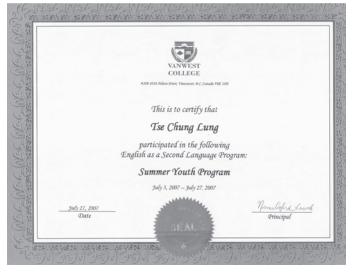 VANWEST
COLLEGE
This is to certify that
Tse Chung Lung
participated in the following
English as a Second Language Program:
Summer Youth Program
July 3, 2007 – July 27, 2007
July 27, 2007
Date
Principal
SEAL